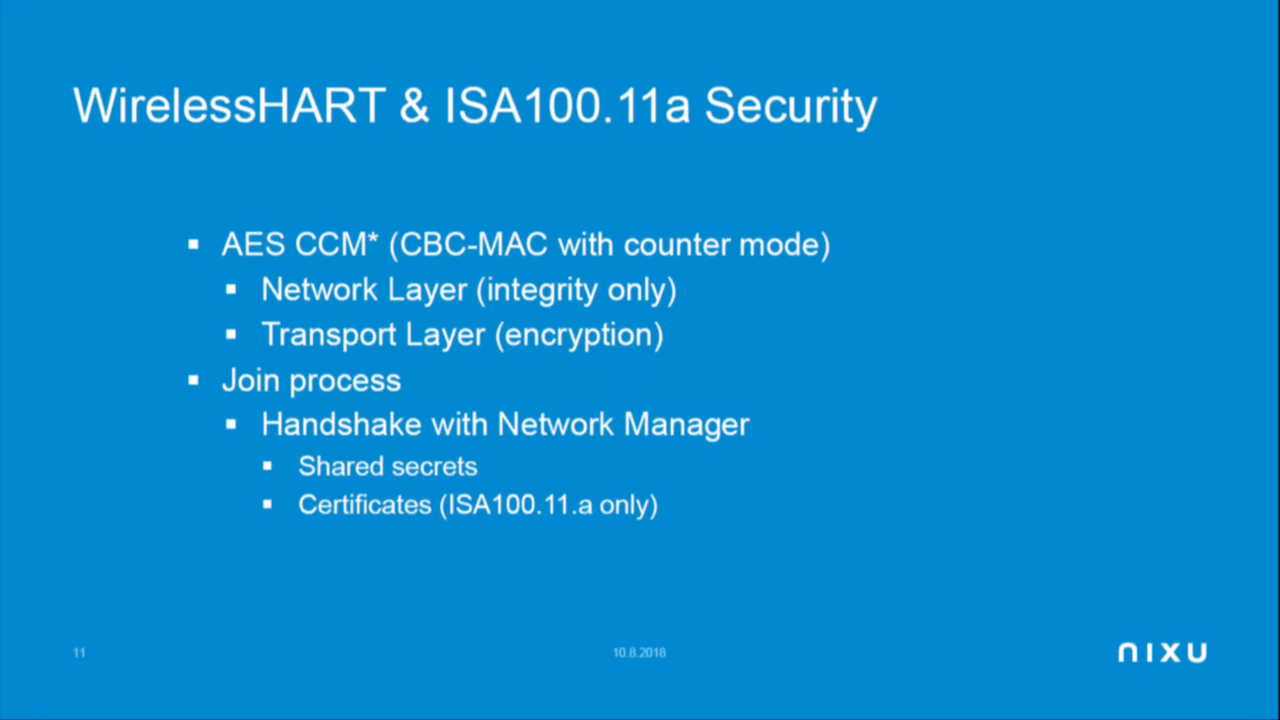 WirelessHART & ISA100.11a Security
▪ AES CCM* (CBC-MAC with counter mode)
▪ Network Layer (integrity only)
▪ Transport Layer (encryption)
▪ Join process
▪ Handshake with Network Manager
▪ Shared secrets
▪ Certificates (ISA100.11.a only)
11
10.8.2018
nixu